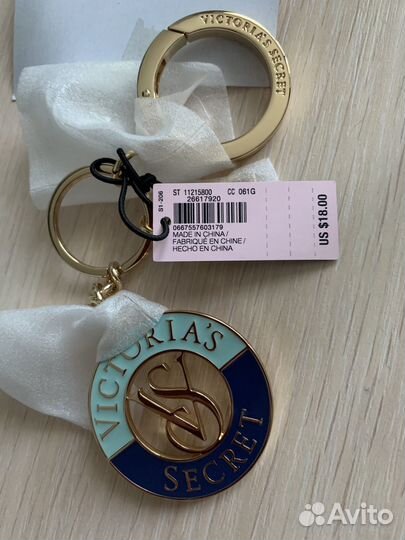 VICTORIA'S SECRET
S1-206
ST 11215800 CC 061G
26617920
0667557603179
MADE IN CHINA /
FABRIQUÉ EN CHINE /
HECHO EN CHINA
US $18.00
VICTORIA'S
VS
SECRET
Avito